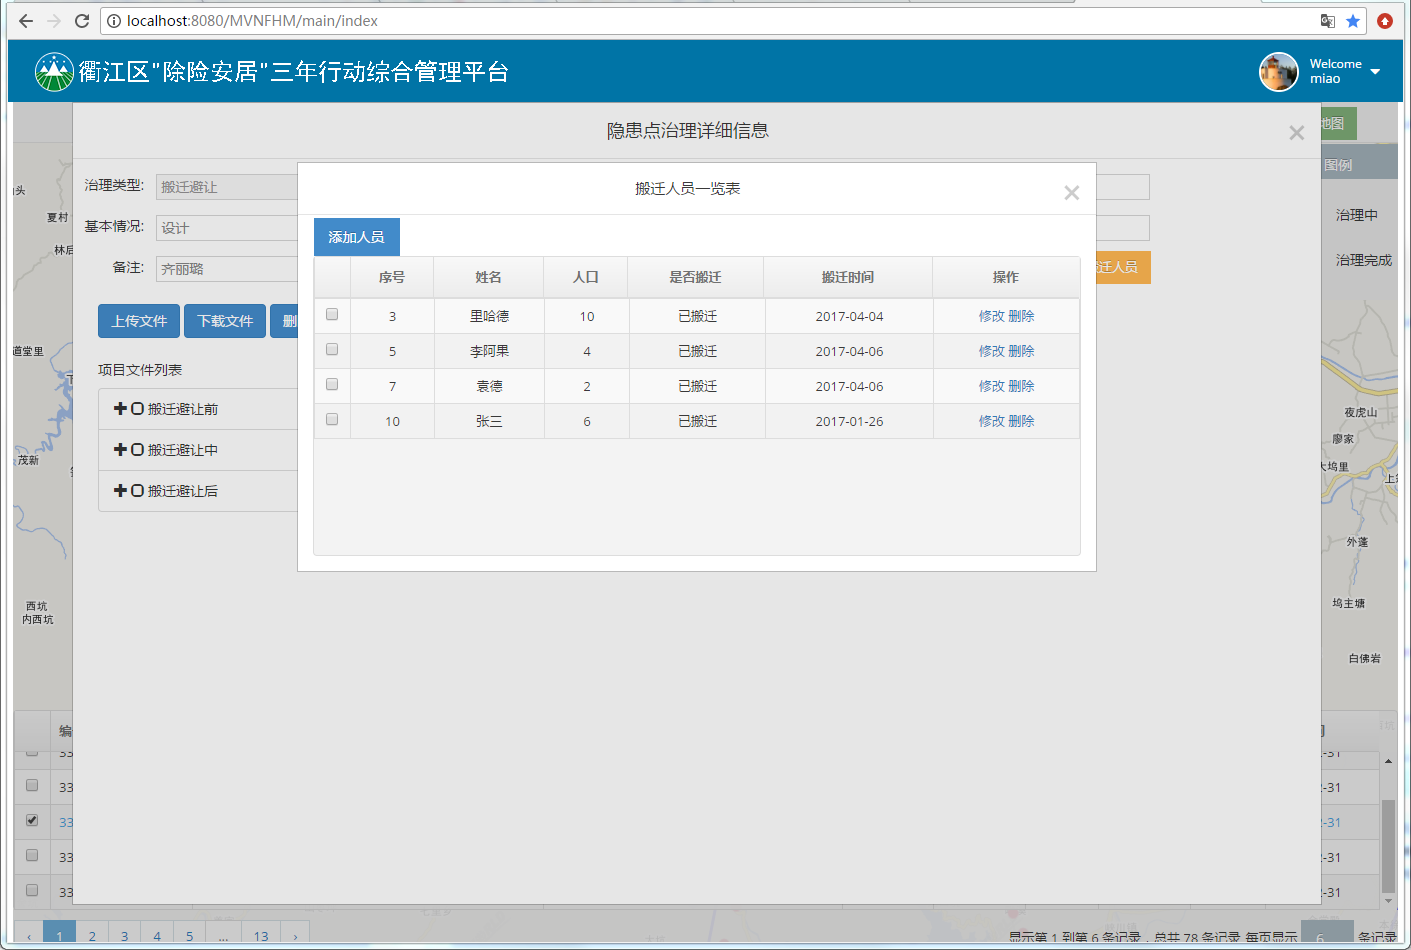 localhost:8080/MVNFHM/main/index
衢江区"除险安居"三年行动综合管理平台
Welcome
miao
隐患点治理详细信息
地图
图例
治理中
治理完成
治理类型: 搬迁避让
基本情况: 设计
备注: 齐丽璐
迁人员
上传文件 下载文件 删
项目文件列表
搬迁避让前
搬迁避让中
搬迁避让后
搬迁人员一览表
添加人员
序号 姓名 人口 是否搬迁 搬迁时间 操作
3 里哈德 10 已搬迁 2017-04-04 修改 删除
5 李阿果 4 已搬迁 2017-04-06 修改 删除
7 袁德 2 已搬迁 2017-04-06 修改 删除
10 张三 6 已搬迁 2017-01-26 修改 删除
头
夏村
林后
道堂里
下
茂新
西坑
内西坑
夜虎山
廖家
大坞里
外蓬
坞主塘
白佛岩
编
33
33
33
33
33
-31
-31
-31
-31
-31
‹ 1 2 3 4 5 ... 13 ›
显示第 1 到第 6 条记录，总共 78 条记录 每页显示 6 条记录